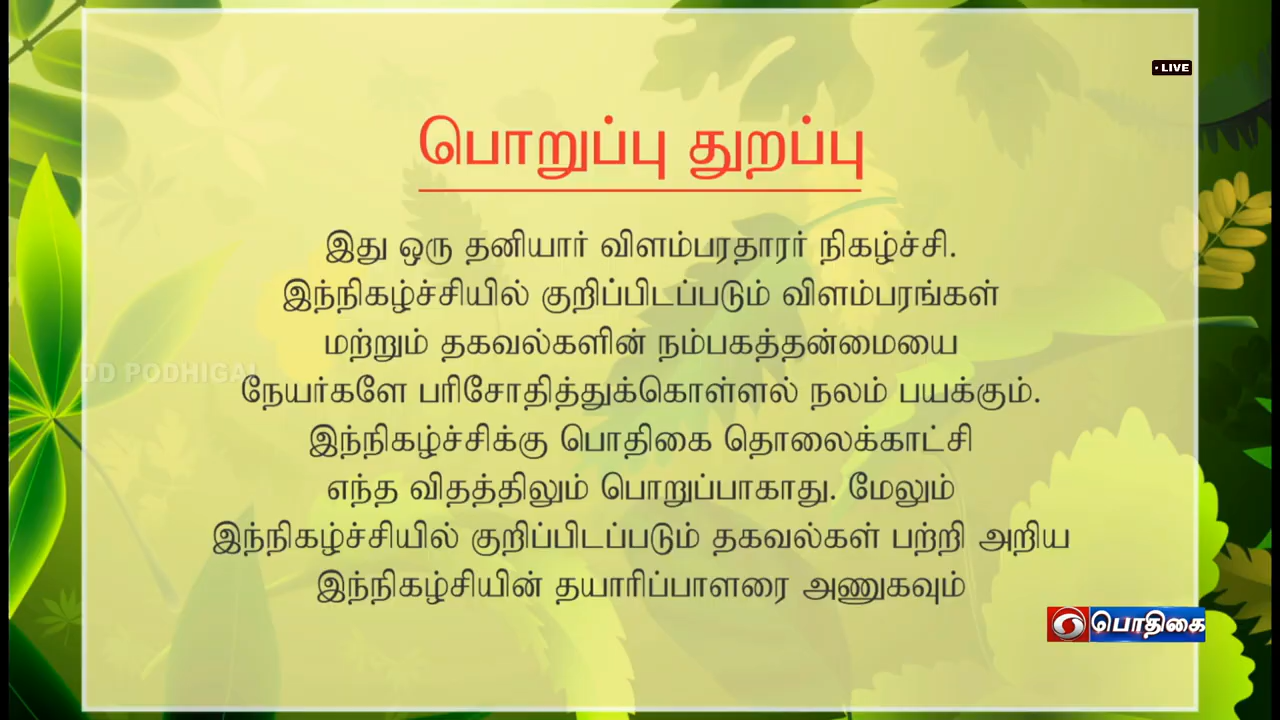 • LIVE
பொறுப்பு துறப்பு
இது ஒரு தனியார் விளம்பரதாரர் நிகழ்ச்சி.
இந்நிகழ்ச்சியில் குறிப்பிடப்படும் விளம்பரங்கள்
மற்றும் தகவல்களின் நம்பகத்தன்மையை
DD PODHIGAI
நேயர்களே பரிசோதித்துக்கொள்ளல் நலம் பயக்கும்.
இந்நிகழ்ச்சிக்கு பொதிகை தொலைக்காட்சி
எந்த விதத்திலும் பொறுப்பாகாது. மேலும்
இந்நிகழ்ச்சியில் குறிப்பிடப்படும் தகவல்கள் பற்றி அறிய
இந்நிகழ்சியின் தயாரிப்பாளரை அணுகவும்
பொதிகை